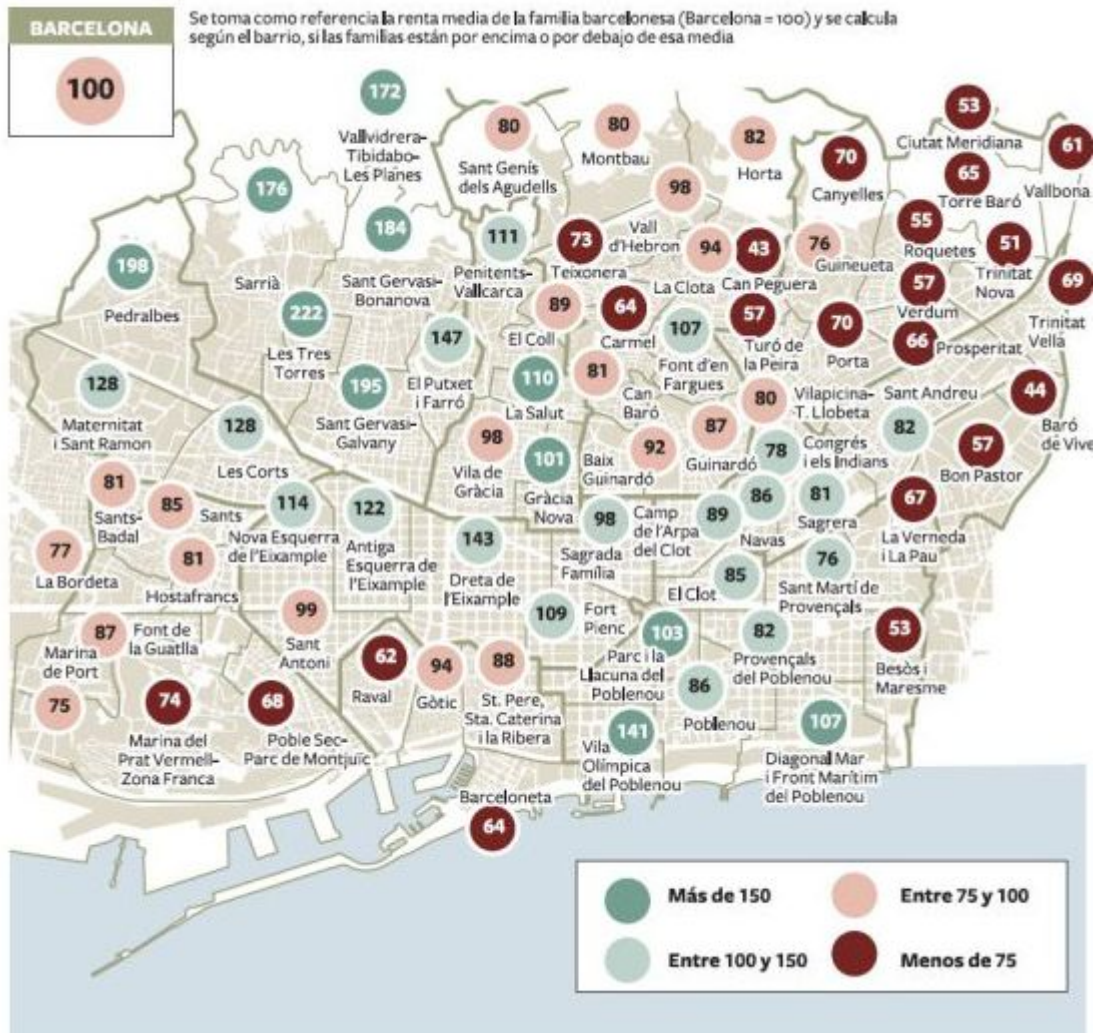 BARCELONA
100
Se toma como referencia la renta media de la familia barcelonesa (Barcelona = 100) y se calcula
según el barrio, si las familias están por encima o por debajo de esa media
172
Vallvidrera-
Tibidabo-
Les Planes
80
Sant Genís
dels Agudells
80
Montbau
82
Horta
70
Canyelles
53
Ciutat Meridiana
61
Vallbona
65
Torre Baró
176
Sarrià
184
Sant Gervasi-
Bonanova
111
Penitents-
Vallcarca
73
Teixonera
98
Vall
d'Hebron
94
La Clota
43
Can Peguera
76
Guineueta
55
Roquetes
51
Trinitat
Nova
198
Pedralbes
222
Les Tres
Torres
147
El Putxet
i Farró
89
El Coll
64
Carmel
107
Font d'en
Fargues
57
Turó de
la Peira
70
Porta
57
Verdum
69
Trinitat
Vella
66
Prosperitat
128
Maternitat
i Sant Ramon
195
Sant Gervasi-
Galvany
110
La Salut
81
Can
Baró
80
Vilapicina-
T. Llobeta
Sant Andreu
82
44
Baró
de Vive
128
Les Corts
98
Vila de
Gràcia
101
Gràcia
Nova
Baix
Guinardó
92
87
Guinardó
78
Congrés
i els Indians
57
Bon Pastor
81
Sants-
Badal
85
Sants
114
Nova Esquerra
de l'Eixample
122
Antiga
Esquerra de
l'Eixample
143
Dreta de
l'Eixample
98
Sagrada
Família
Camp
de l'Arpa
del Clot
89
86
Navas
81
Sagrera
67
La Verneda
i La Pau
77
La Bordeta
81
Hostafrancs
85
El Clot
76
Sant Martí de
Provençals
99
Sant
Antoni
109
Fort
Pienc
103
Parc i la
Llacuna del
Poblenou
82
Provençals
del Poblenou
53
Besòs i
Maresme
87
Font de
la Guatlla
Marina
de Port
75
74
Marina del
Prat Vermell-
Zona Franca
68
Poble Sec-
Parc de Montjuïc
62
Raval
94
Gòtic
88
St. Pere,
Sta. Caterina
i la Ribera
86
Poblenou
141
Vila
Olímpica
del Poblenou
107
Diagonal Mar
i Front Marítim
del Poblenou
Barceloneta
64
Más de 150
Entre 75 y 100
Entre 100 y 150
Menos de 75